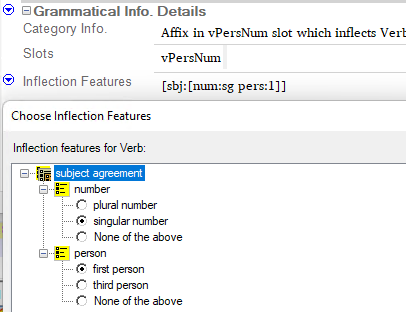 Grammatical Info. Details
Category Info. Affix in vPersNum slot which inflects Verb
Slots vPersNum
Inflection Features [sbj:[num:sg pers:1]]
Choose Inflection Features
Inflection features for Verb:
subject agreement
number
plural number
singular number
None of the above
person
first person
third person
None of the above